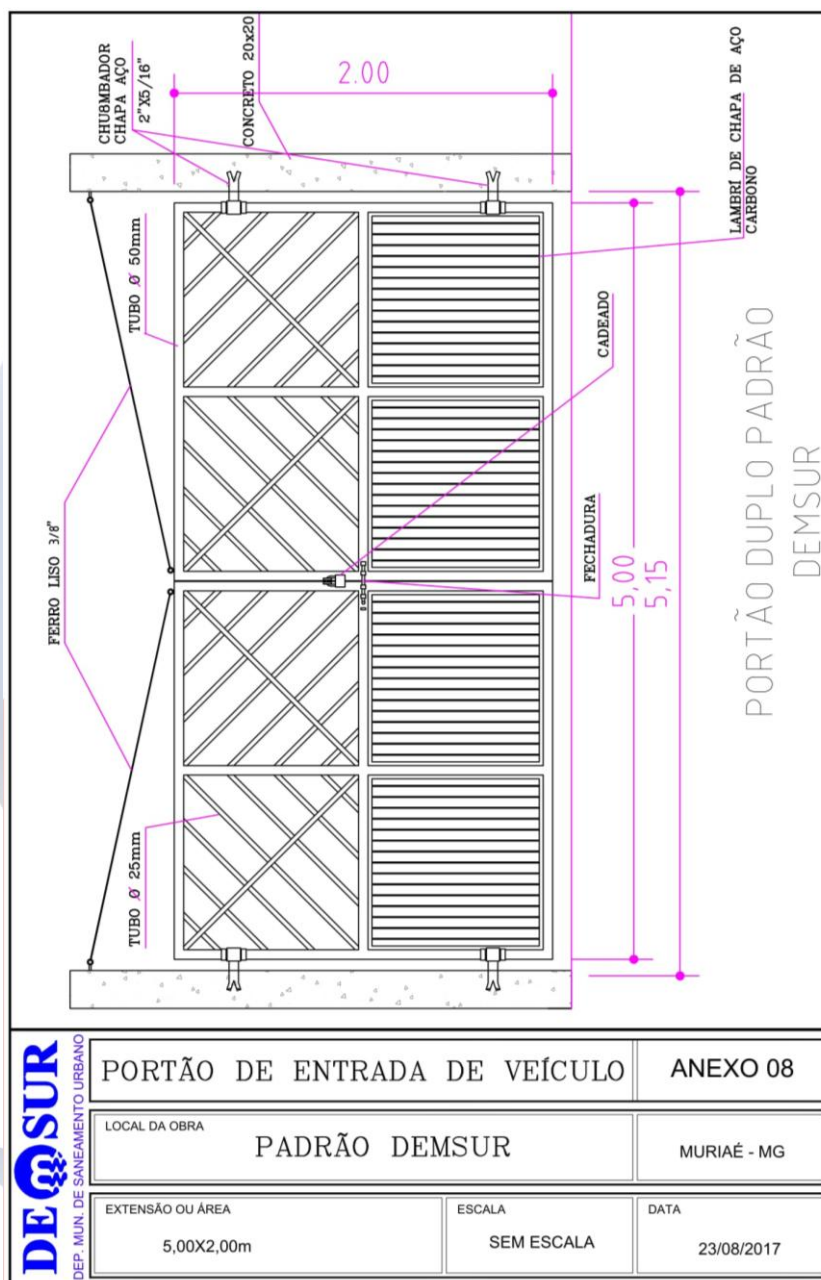 CHU8MBADOR
CHAPA AÇO
2"X5/16"
CONCRETO 20x20
2.00
TUBO Ø 50mm
FERRO LISO 3/8"
TUBO Ø 25mm
LAMBRÍ DE CHAPA DE AÇO
CARBONO
CADEADO
FECHADURA
5,00
5,15
PORTÃO DUPLO PADRÃO
DEMSUR
DEMSUR
DEP. MUN. DE SANEAMENTO URBANO
PORTÃO DE ENTRADA DE VEÍCULO
ANEXO 08
LOCAL DA OBRA
PADRÃO DEMSUR
MURIAÉ - MG
EXTENSÃO OU ÁREA
5,00X2,00m
ESCALA
SEM ESCALA
DATA
23/08/2017